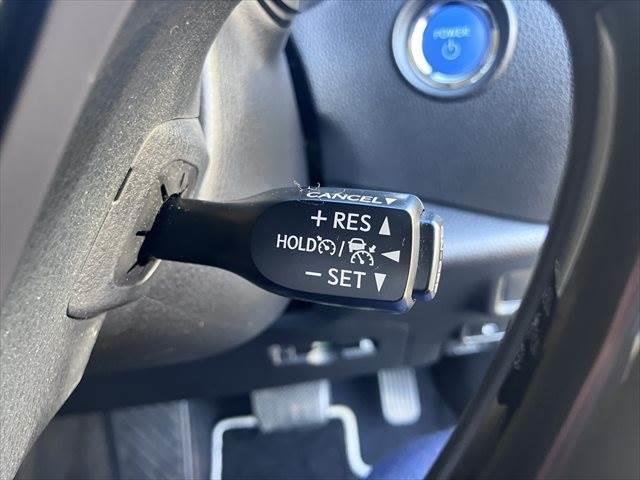 POWER
CANCEL▼
+ RES ▲
HOLD / ◀
− SET ▼